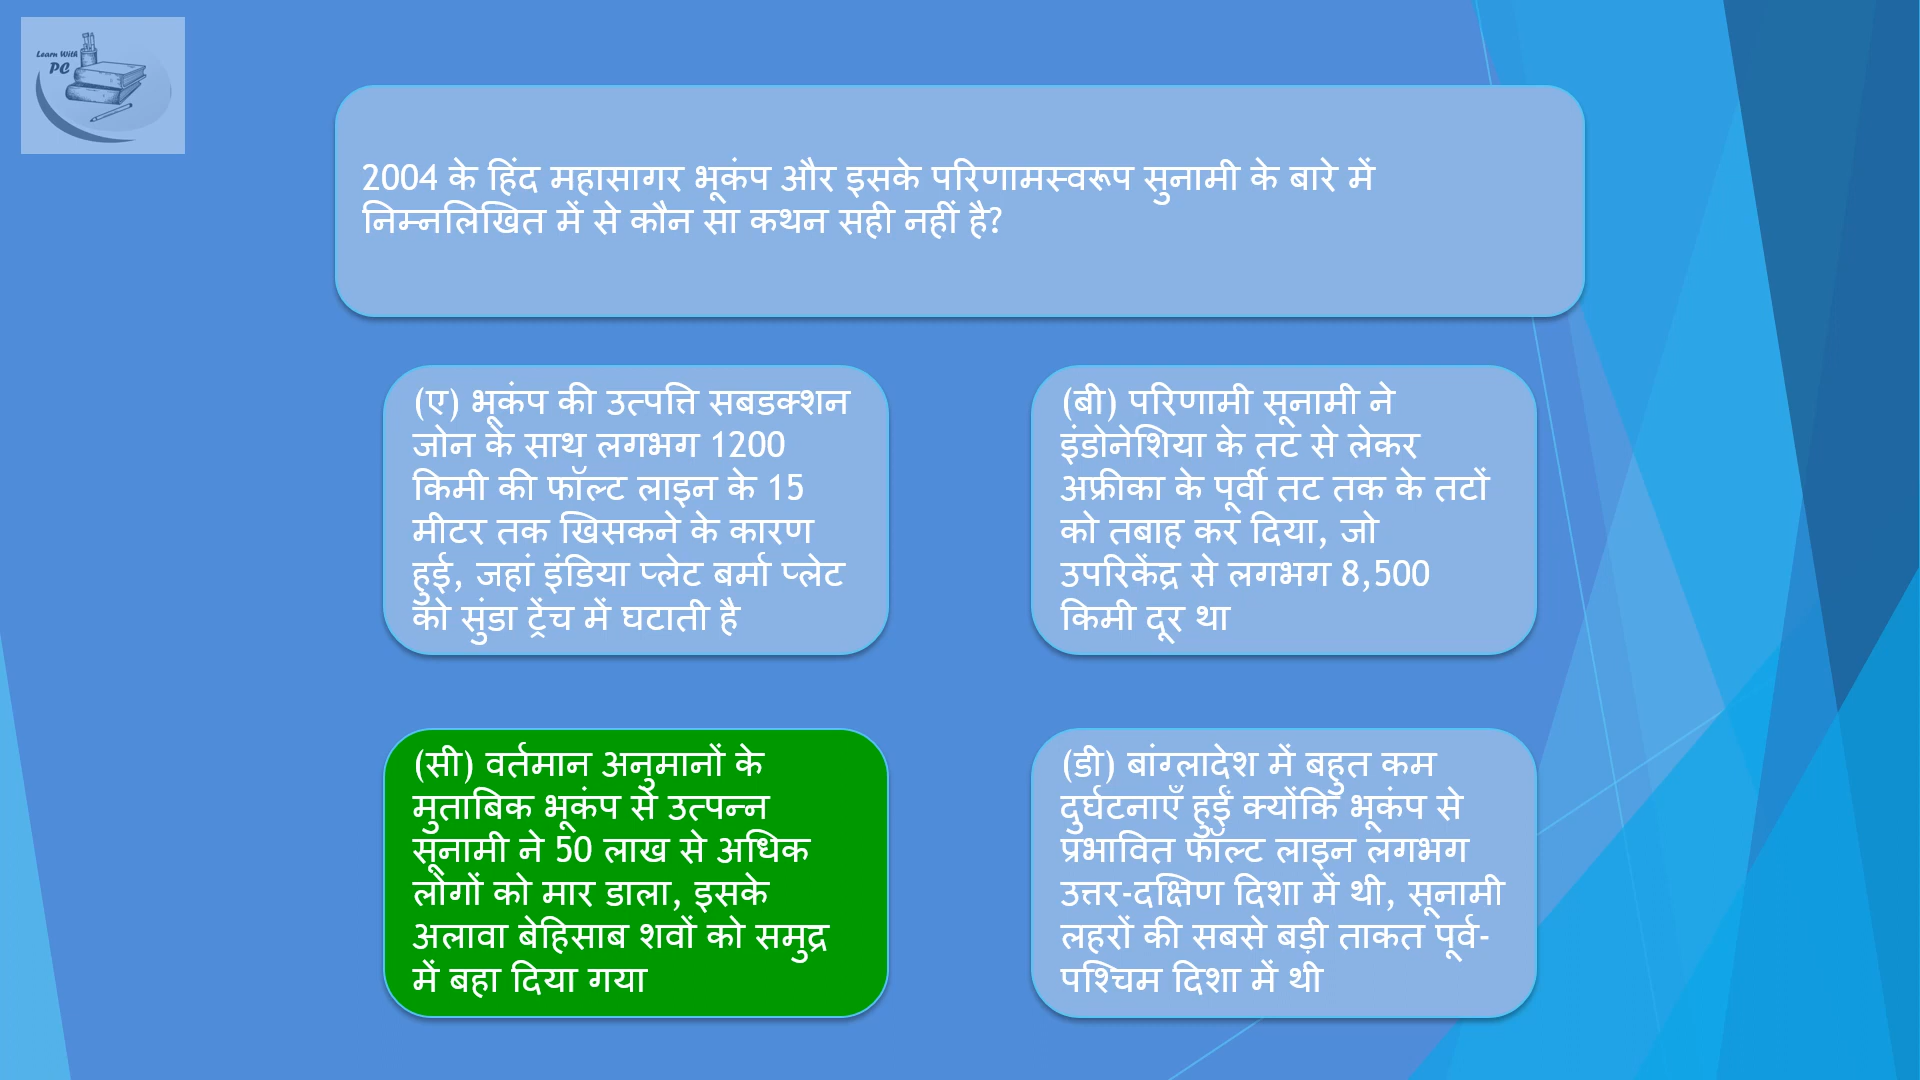 Learn With
PC
2004 के हिंद महासागर भूकंप और इसके परिणामस्वरूप सुनामी के बारे में
निम्नलिखित में से कौन सा कथन सही नहीं है?
(ए) भूकंप की उत्पत्ति सबडक्शन
जोन के साथ लगभग 1200
किमी की फॉल्ट लाइन के 15
मीटर तक खिसकने के कारण
हुई, जहां इंडिया प्लेट बर्मा प्लेट
को सुंडा ट्रेंच में घटाती है
(बी) परिणामी सूनामी ने
इंडोनेशिया के तट से लेकर
अफ्रीका के पूर्वी तट तक के तटों
को तबाह कर दिया, जो
उपरिकेंद्र से लगभग 8,500
किमी दूर था
(सी) वर्तमान अनुमानों के
मुताबिक भूकंप से उत्पन्न
सूनामी ने 50 लाख से अधिक
लोगों को मार डाला, इसके
अलावा बेहिसाब शवों को समुद्र
में बहा दिया गया
(डी) बांग्लादेश में बहुत कम
दुर्घटनाएँ हुईं क्योंकि भूकंप से
प्रभावित फॉल्ट लाइन लगभग
उत्तर-दक्षिण दिशा में थी, सूनामी
लहरों की सबसे बड़ी ताकत पूर्व-
पश्चिम दिशा में थी